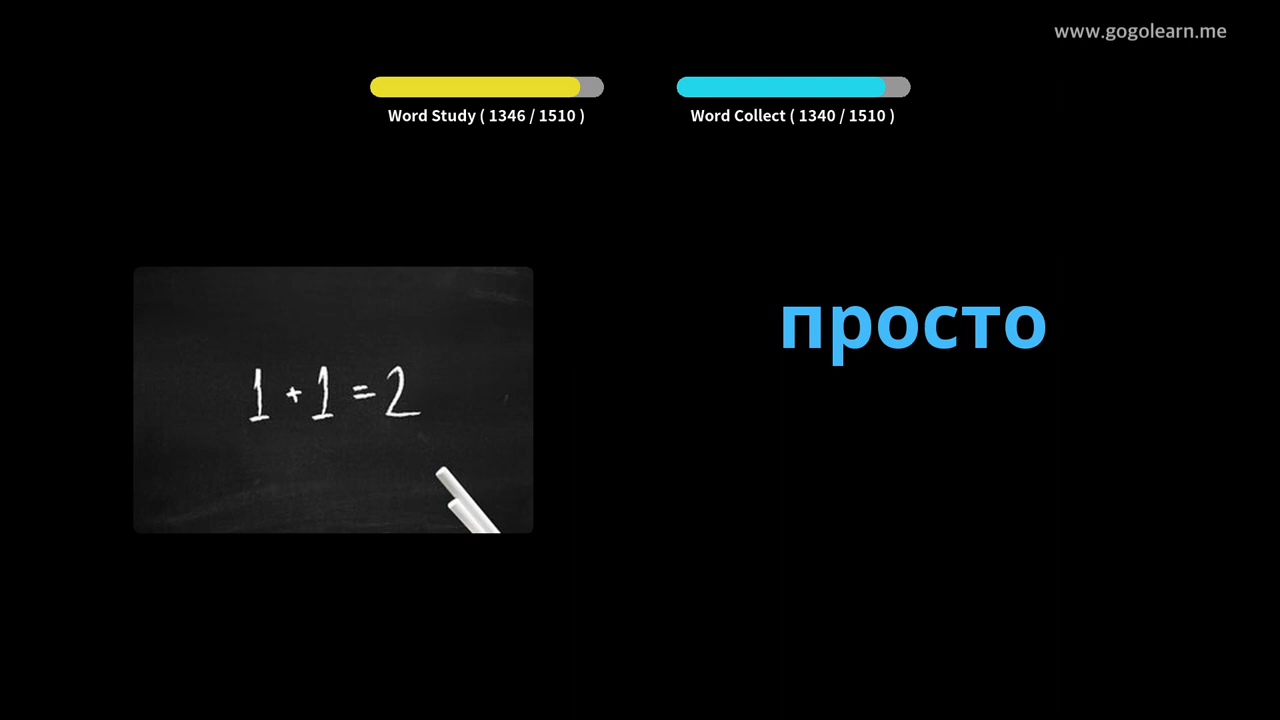 www.gogolearn.me
Word Study ( 1346 / 1510 )
Word Collect ( 1340 / 1510 )
просто
1 + 1 = 2